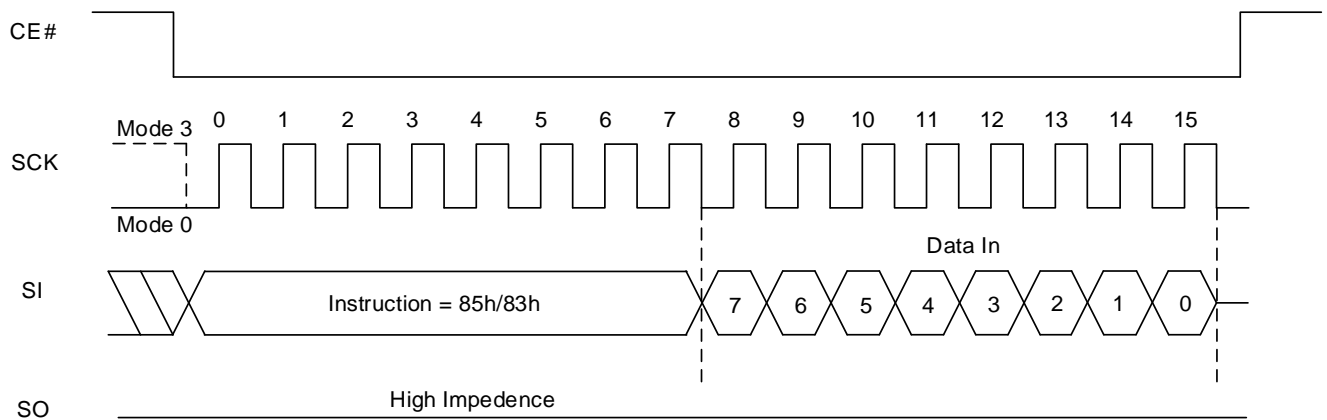 CE#
0 1 2 3 4 5 6 7 8 9 10 11 12 13 14 15
Mode 3
SCK
Mode 0
Data In
SI
Instruction = 85h/83h
7 6 5 4 3 2 1 0
High Impedence
SO